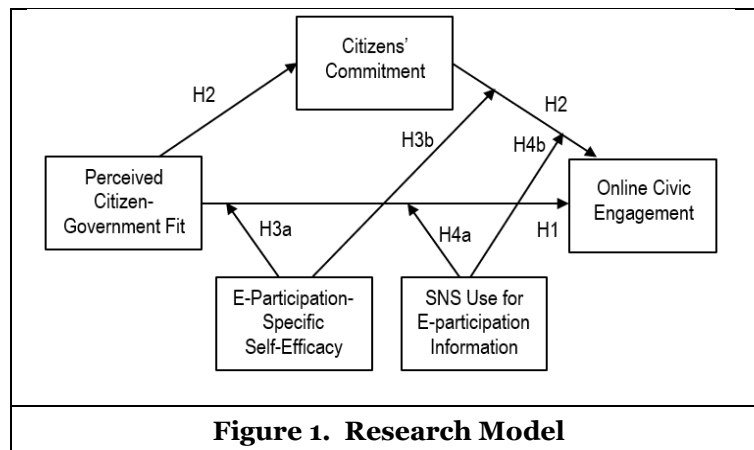 Citizens'
Commitment
H2
H2
H3b
H4b
Perceived
Citizen-
Government Fit
Online Civic
Engagement
H3a
H4a
H1
E-Participation-
Specific
Self-Efficacy
SNS Use for
E-participation
Information
Figure 1. Research Model